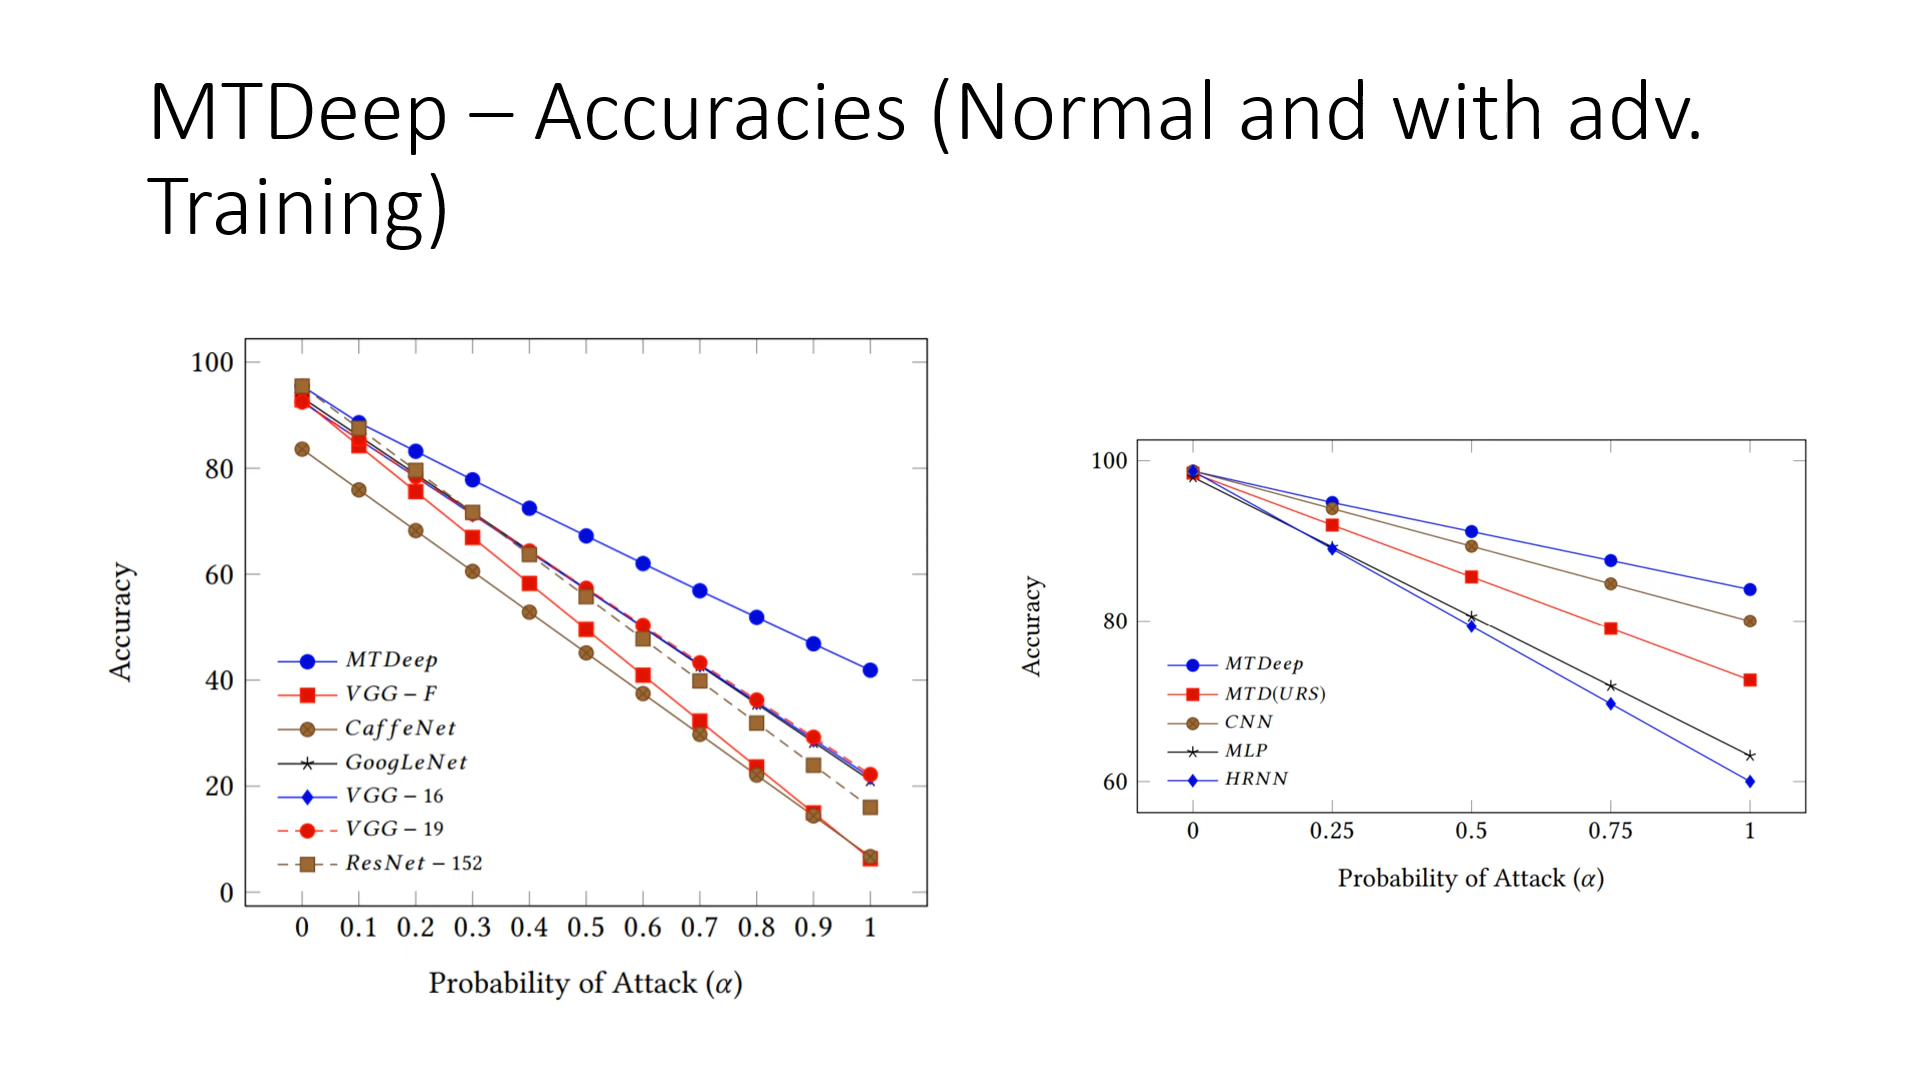 MTDeep – Accuracies (Normal and with adv.
Training)
100
80
60
40
20
0
Accuracy
MTDeep
VGG – F
CaffeNet
GoogLeNet
VGG – 16
VGG – 19
ResNet – 152
0 0.1 0.2 0.3 0.4 0.5 0.6 0.7 0.8 0.9 1
Probability of Attack (α)
100
80
60
Accuracy
MTDeep
MTD(URS)
CNN
MLP
HRNN
0 0.25 0.5 0.75 1
Probability of Attack (α)